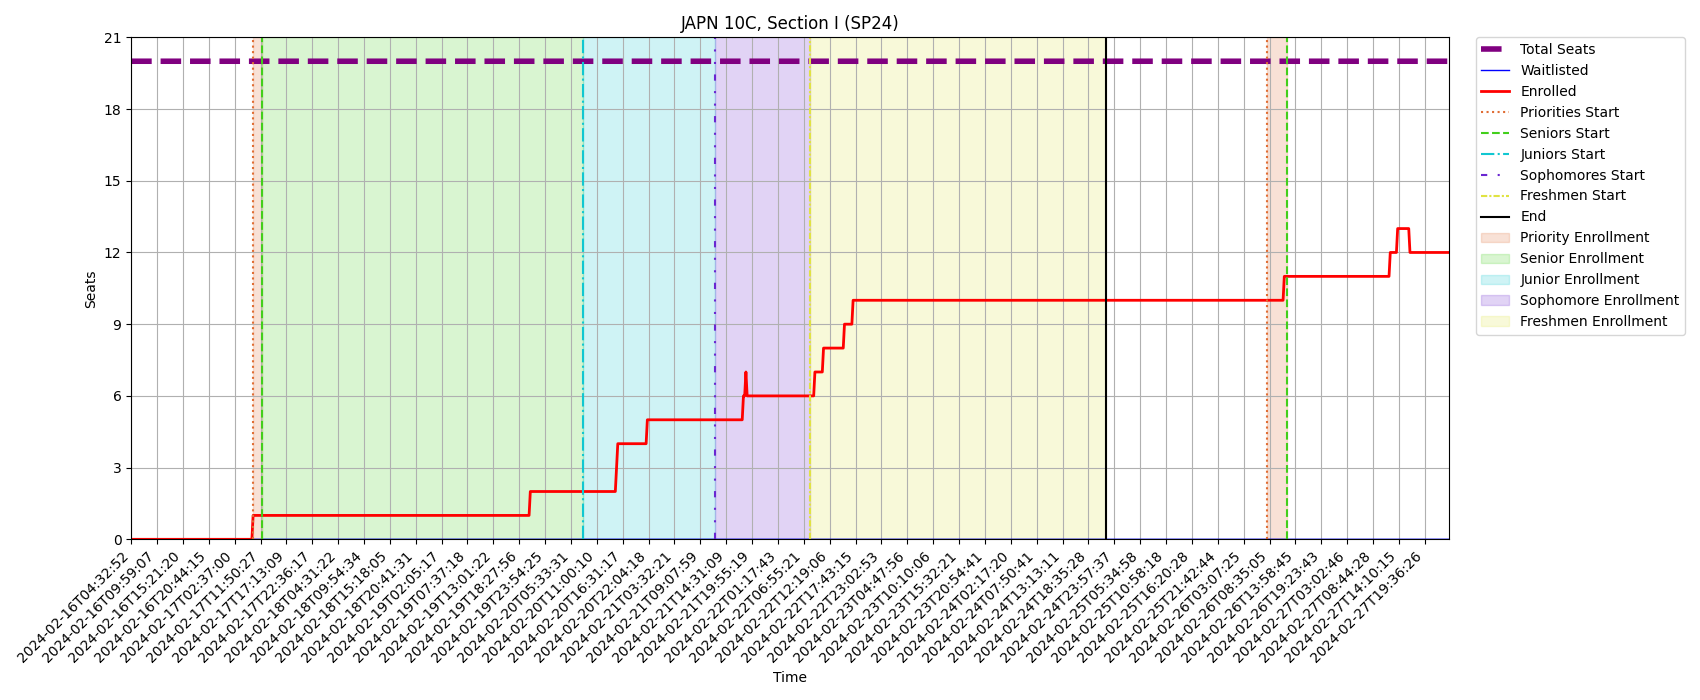 JAPN 10C, Section I (SP24)
21
18
15
12
9
6
3
0
Seats
2024-02-16T04:32:52
2024-02-16T09:59:07
2024-02-16T15:21:20
2024-02-16T20:44:15
2024-02-17T02:37:00
2024-02-17T11:50:27
2024-02-17T17:13:09
2024-02-17T22:36:17
2024-02-18T04:31:22
2024-02-18T09:54:34
2024-02-18T15:18:05
2024-02-18T20:41:31
2024-02-19T02:05:17
2024-02-19T07:37:18
2024-02-19T13:01:22
2024-02-19T18:27:56
2024-02-19T23:54:25
2024-02-20T05:33:31
2024-02-20T11:00:10
2024-02-20T16:31:17
2024-02-20T22:04:18
2024-02-21T03:32:21
2024-02-21T09:07:59
2024-02-21T14:31:09
2024-02-21T19:55:19
2024-02-22T01:17:43
2024-02-22T06:55:21
2024-02-22T12:19:06
2024-02-22T17:43:15
2024-02-22T23:02:53
2024-02-23T04:47:56
2024-02-23T10:10:06
2024-02-23T15:32:21
2024-02-23T20:54:41
2024-02-24T02:17:20
2024-02-24T07:50:41
2024-02-24T13:13:11
2024-02-24T18:35:28
2024-02-24T23:57:37
2024-02-25T05:34:58
2024-02-25T10:58:18
2024-02-25T16:20:28
2024-02-25T21:42:44
2024-02-26T03:07:25
2024-02-26T08:35:05
2024-02-26T13:58:45
2024-02-26T19:23:43
2024-02-27T03:02:46
2024-02-27T08:44:28
2024-02-27T14:10:15
2024-02-27T19:36:26
Time
Total Seats
Waitlisted
Enrolled
Priorities Start
Seniors Start
Juniors Start
Sophomores Start
Freshmen Start
End
Priority Enrollment
Senior Enrollment
Junior Enrollment
Sophomore Enrollment
Freshmen Enrollment